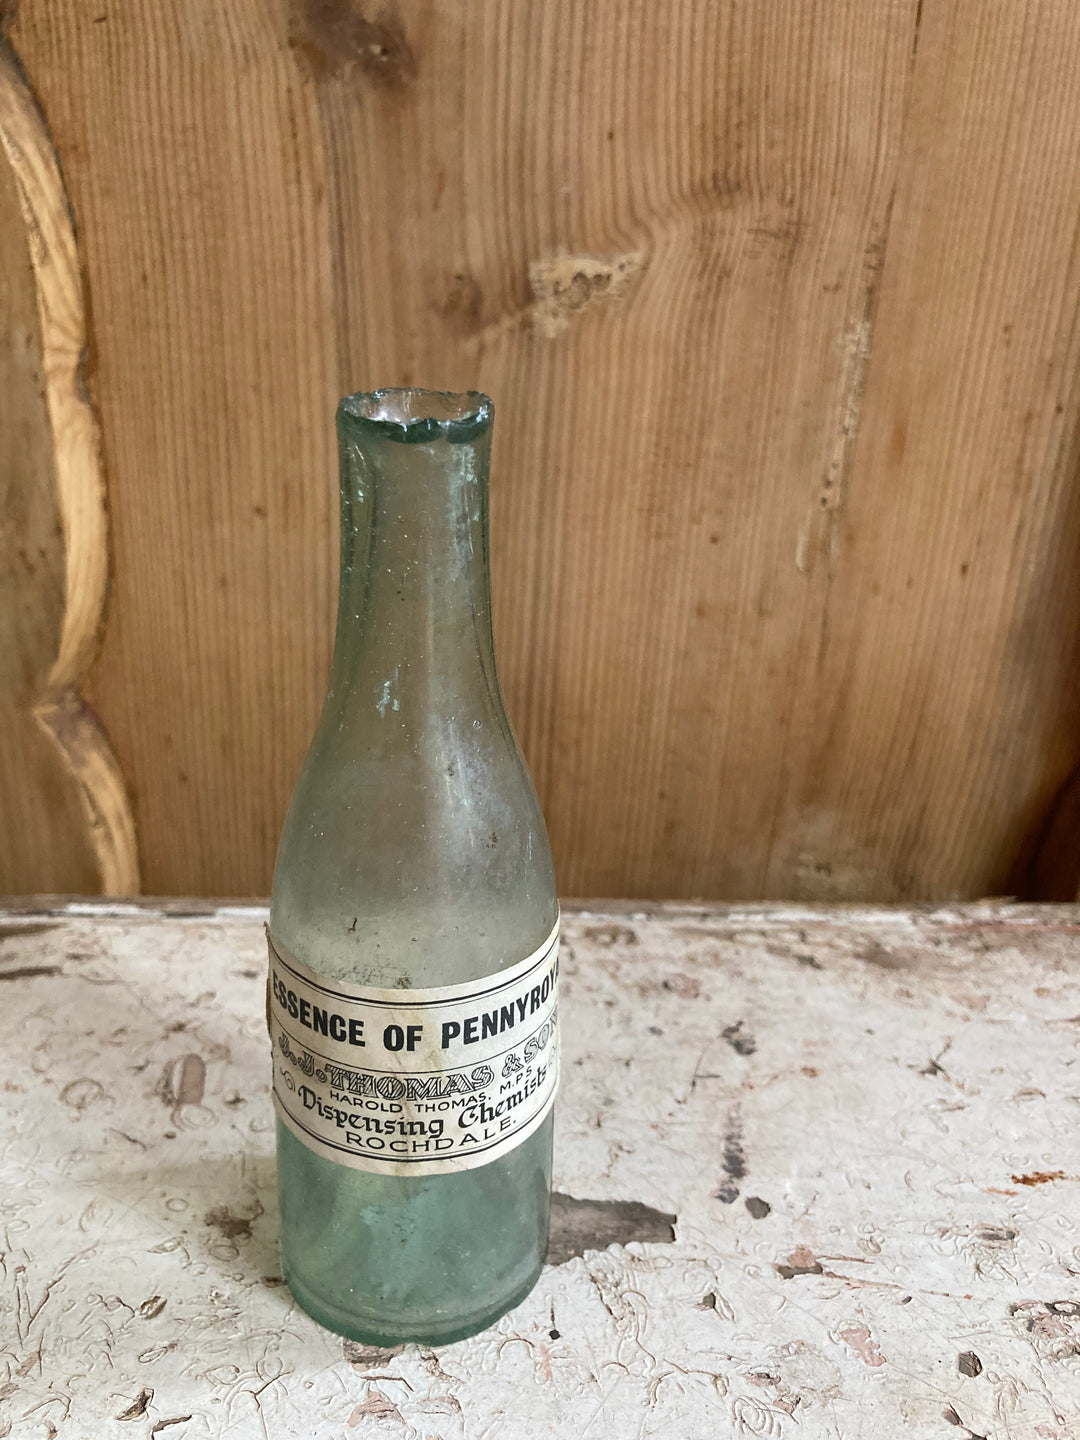 ESSENCE OF PENNYROY
J.J. THOMAS & SON
HAROLD THOMAS. M.P.S.
Dispensing Chemists
ROCHDALE.